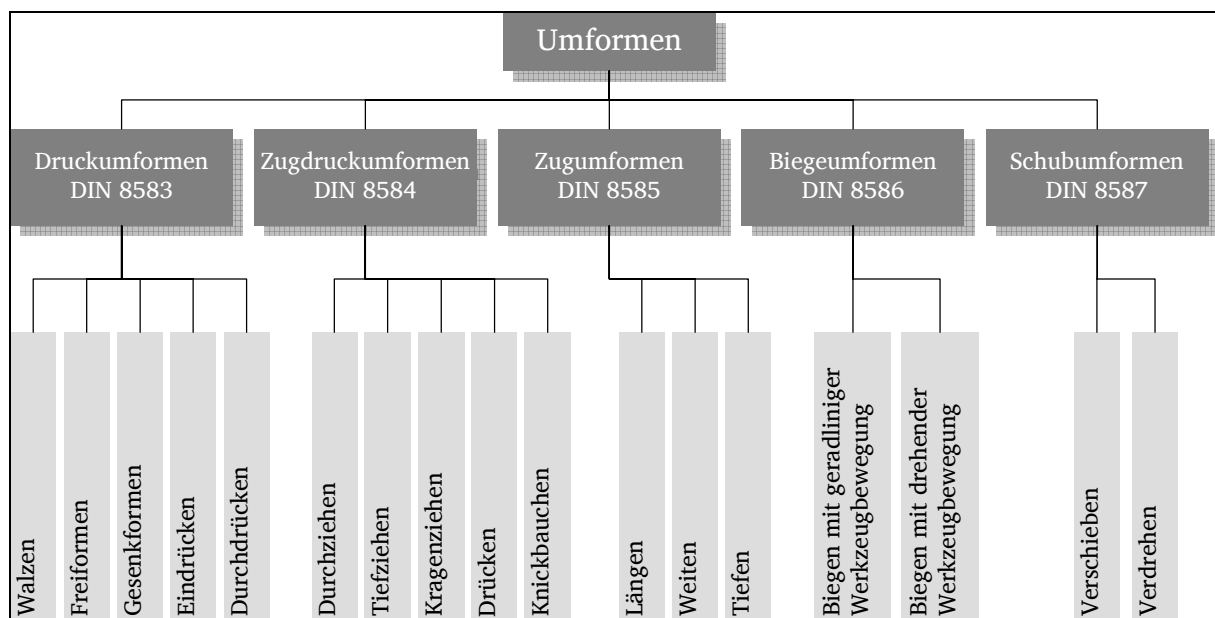 Umformen
Druckumformen
DIN 8583
Zugdruckumformen
DIN 8584
Zugumformen
DIN 8585
Biegeumformen
DIN 8586
Schubumformen
DIN 8587
Walzen
Freiformen
Gesenkformen
Eindrücken
Durchdrücken
Durchziehen
Tiefziehen
Kragenziehen
Drücken
Knickbauchen
Längen
Weiten
Tiefen
Biegen mit geradliniger
Werkzeugbewegung
Biegen mit drehender
Werkzeugbewegung
Verschieben
Verdrehen